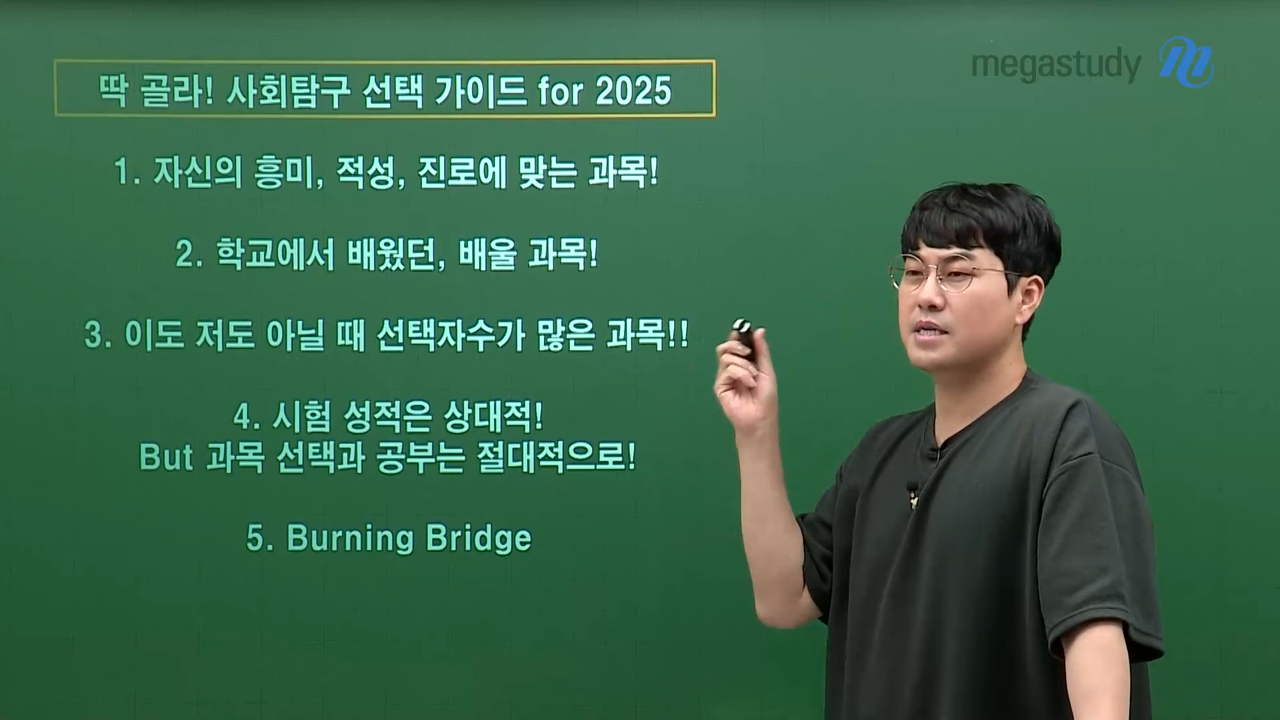 megastudy
딱 골라! 사회탐구 선택 가이드 for 2025
1. 자신의 흥미, 적성, 진로에 맞는 과목!
2. 학교에서 배웠던, 배울 과목!
3. 이도 저도 아닐 때 선택자수가 많은 과목!!
4. 시험 성적은 상대적!
But 과목 선택과 공부는 절대적으로!
5. Burning Bridge